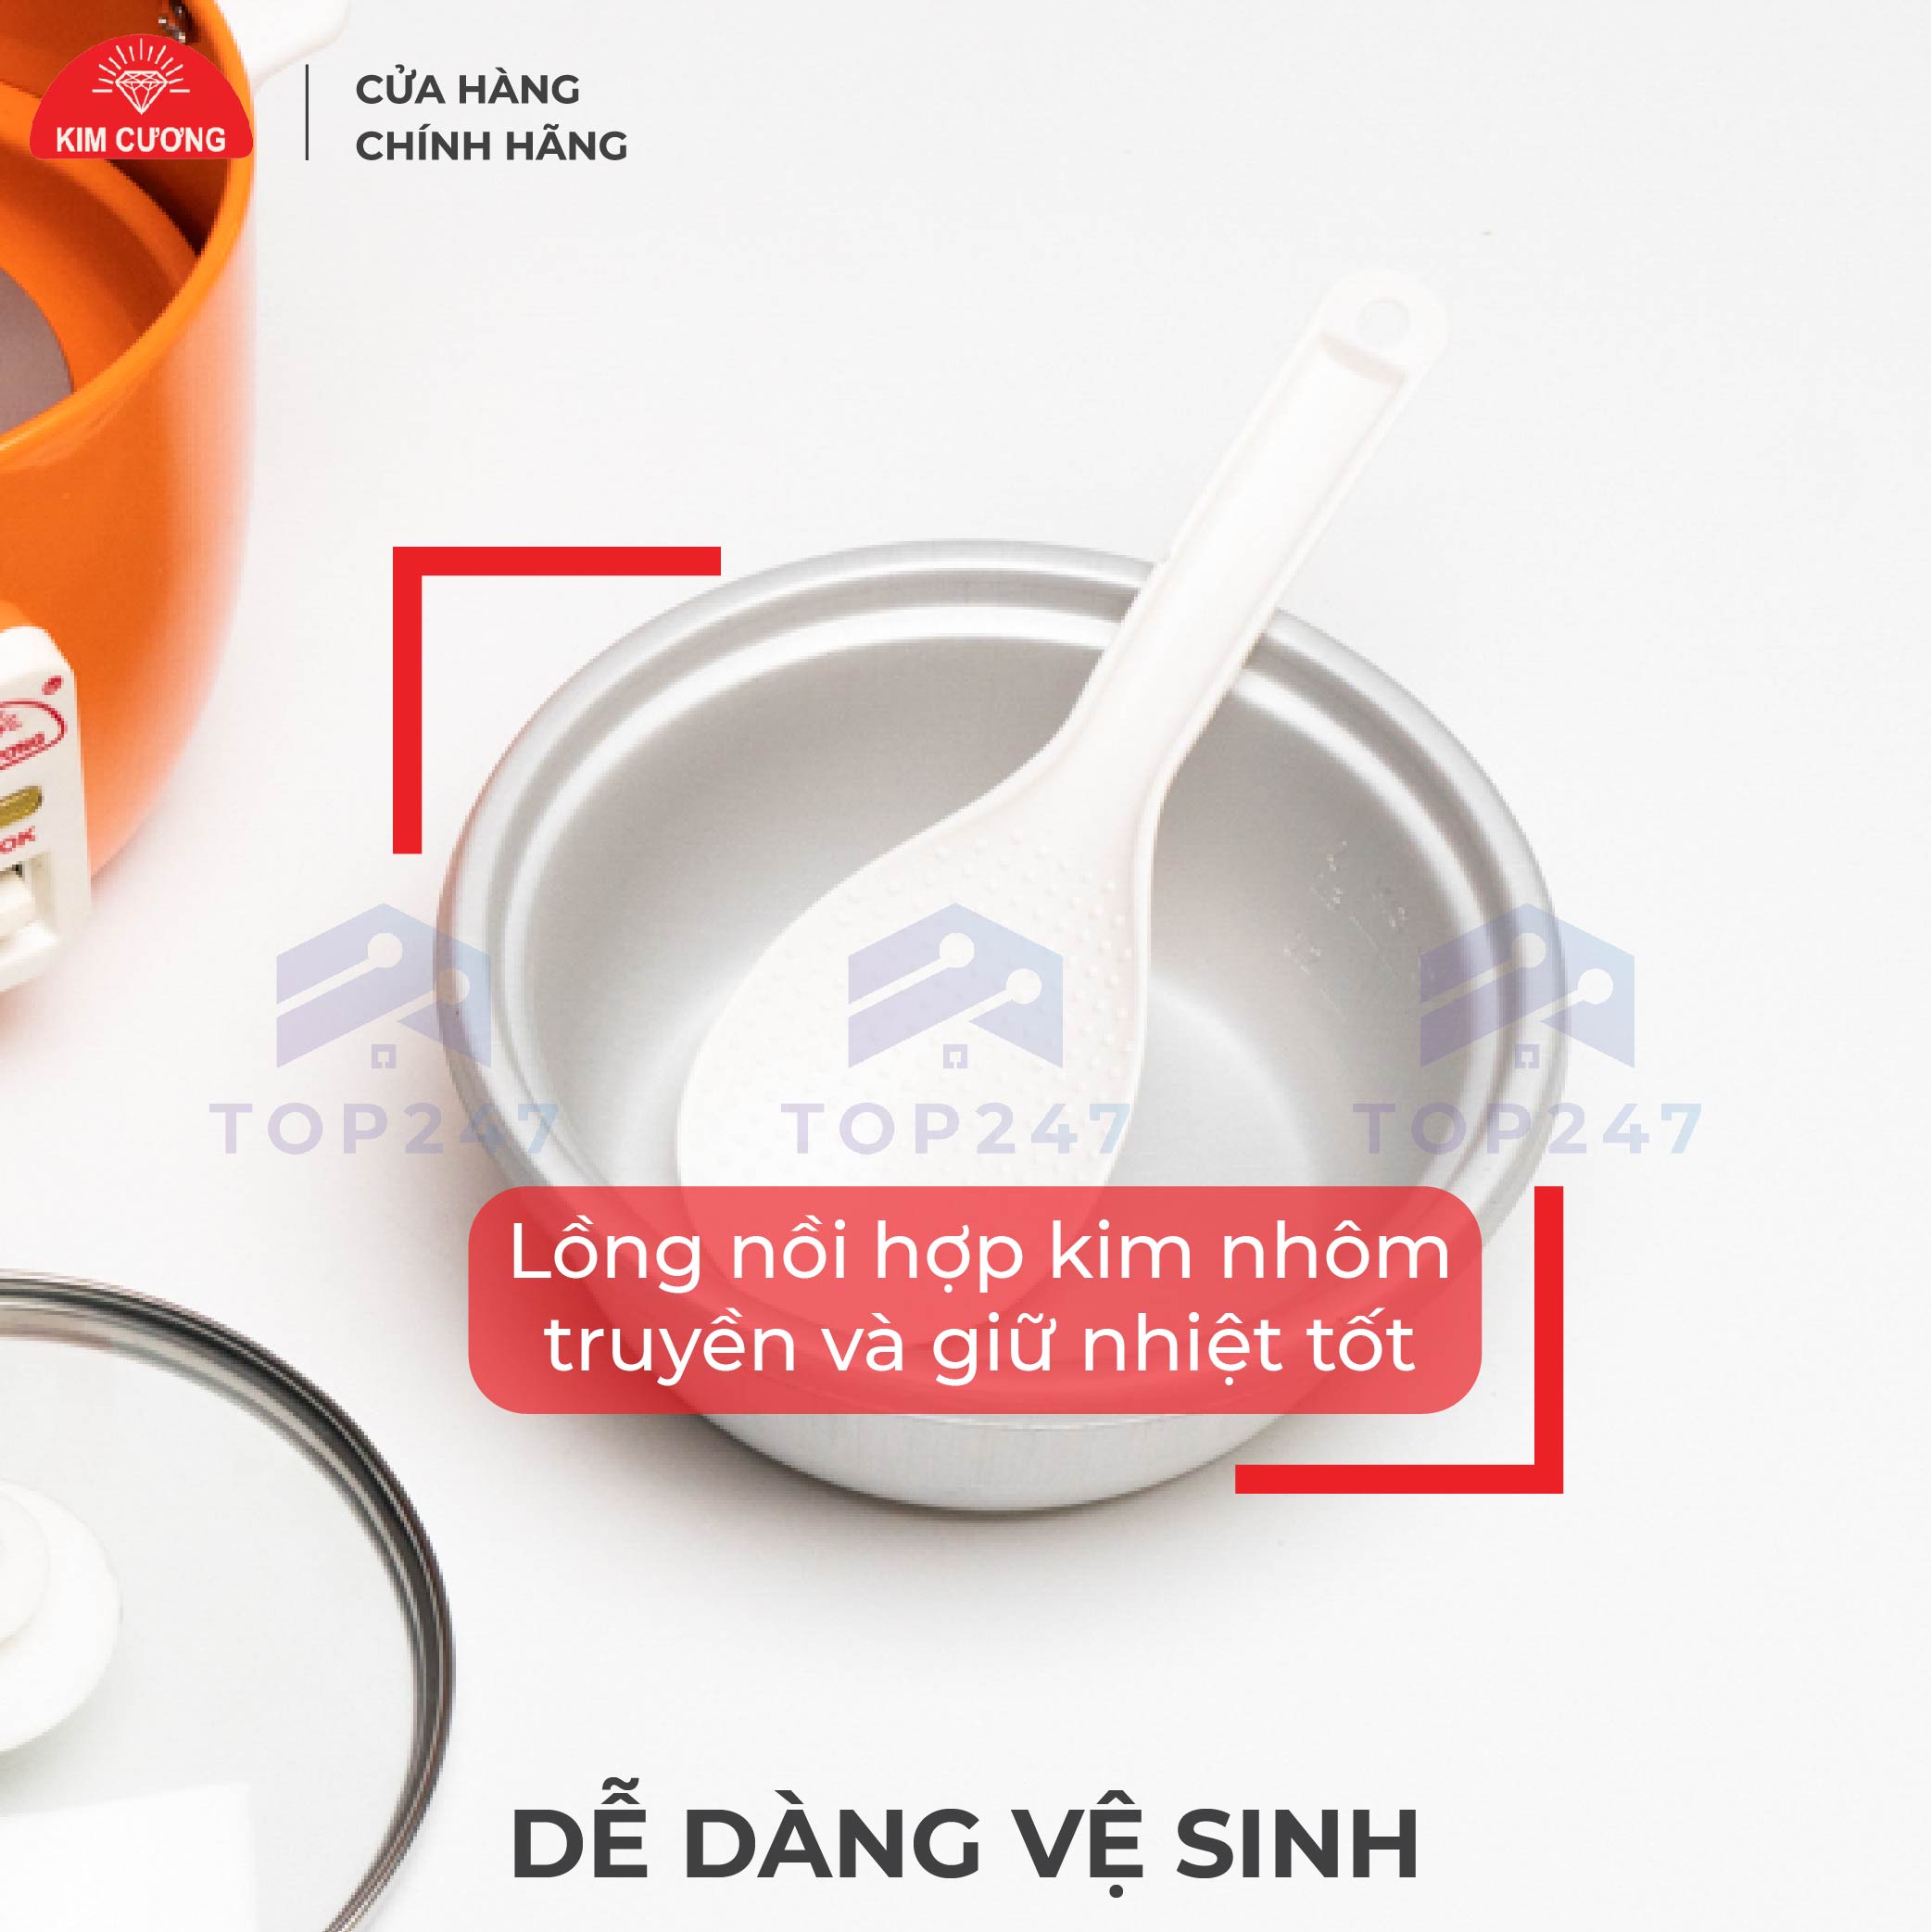 KIM CƯƠNG
CỬA HÀNG
CHÍNH HÃNG
TOP247 TOP247 TOP247
Lồng nồi hợp kim nhôm
truyền và giữ nhiệt tốt
DỄ DÀNG VỆ SINH